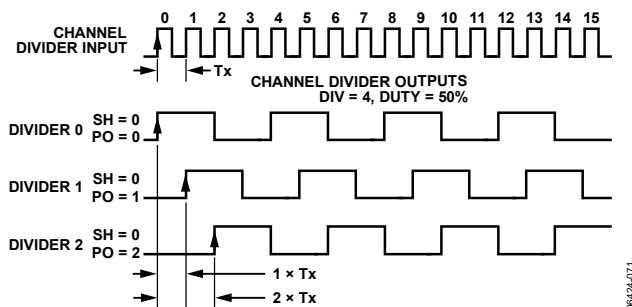 0 1 2 3 4 5 6 7 8 9 10 11 12 13 14 15
CHANNEL
DIVIDER INPUT
Tx
CHANNEL DIVIDER OUTPUTS
DIV = 4, DUTY = 50%
DIVIDER 0 SH = 0
PO = 0
DIVIDER 1 SH = 0
PO = 1
DIVIDER 2 SH = 0
PO = 2
1 × Tx
2 × Tx
06424-071